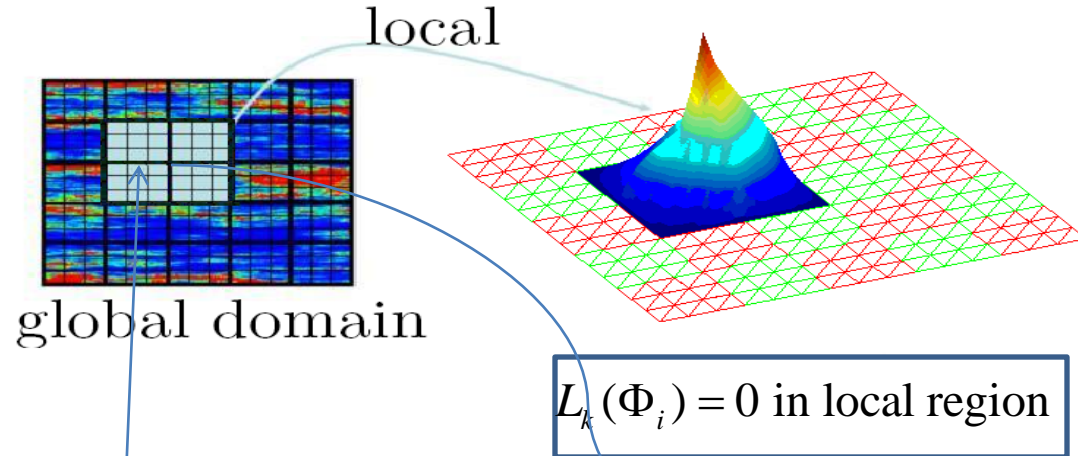 local
global domain
L_k(Φ_i) = 0 in local region